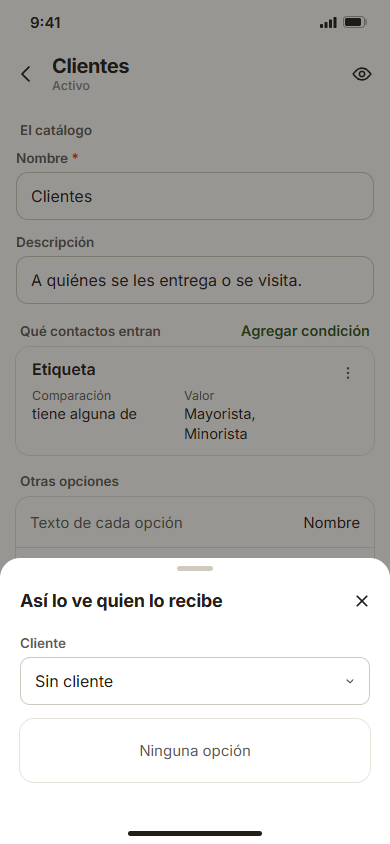 9:41
Clientes
Activo
El catálogo
Nombre *
Clientes
Descripción
A quiénes se les entrega o se visita.
Qué contactos entran
Agregar condición
Etiqueta
Comparación
Valor
tiene alguna de
Mayorista,
Minorista
Otras opciones
Texto de cada opción
Nombre
Así lo ve quien lo recibe
Cliente
Sin cliente
Ninguna opción